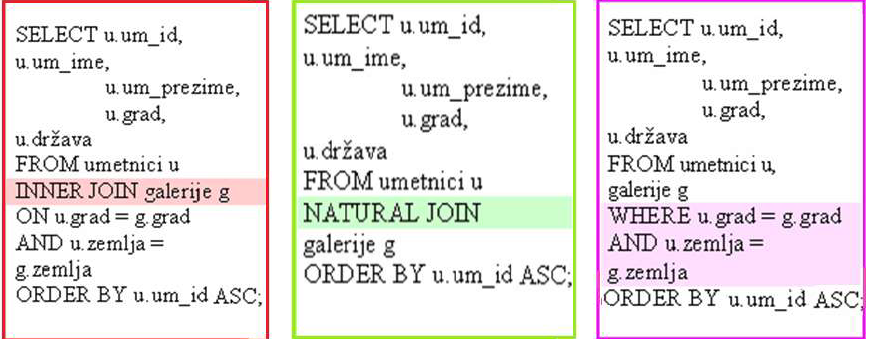 SELECT u.um_id,
u.um_ime,
u.um_prezime,
u.grad,
u.država
FROM umetnici u
INNER JOIN galerije g
ON u.grad = g.grad
AND u.zemlja =
g.zemlja
ORDER BY u.um_id ASC;
SELECT u.um_id,
u.um_ime,
u.um_prezime,
u.grad,
u.država
FROM umetnici u
NATURAL JOIN
galerije g
ORDER BY u.um_id ASC;
SELECT u.um_id,
u.um_ime,
u.um_prezime,
u.grad,
u.država
FROM umetnici u,
galerije g
WHERE u.grad = g.grad
AND u.zemlja =
g.zemlja
ORDER BY u.um_id ASC;